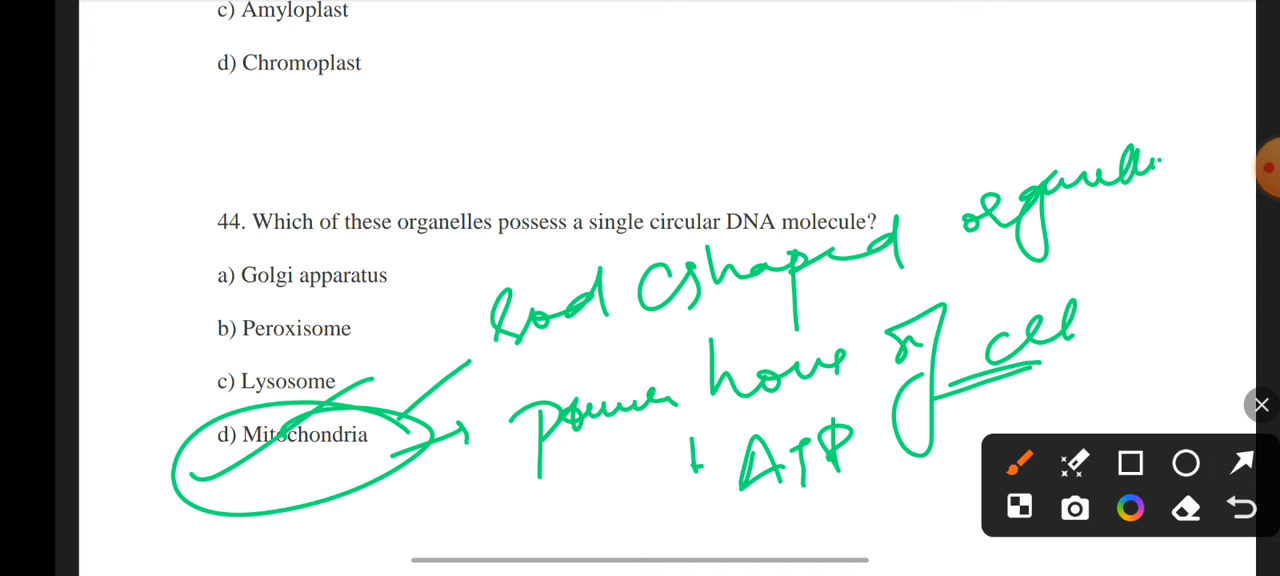 c) Amyloplast
d) Chromoplast
44. Which of these organelles possess a single circular DNA molecule?
a) Golgi apparatus
b) Peroxisome
c) Lysosome
d) Mitochondria
Rod shaped organelle
Power house of cell
ATP